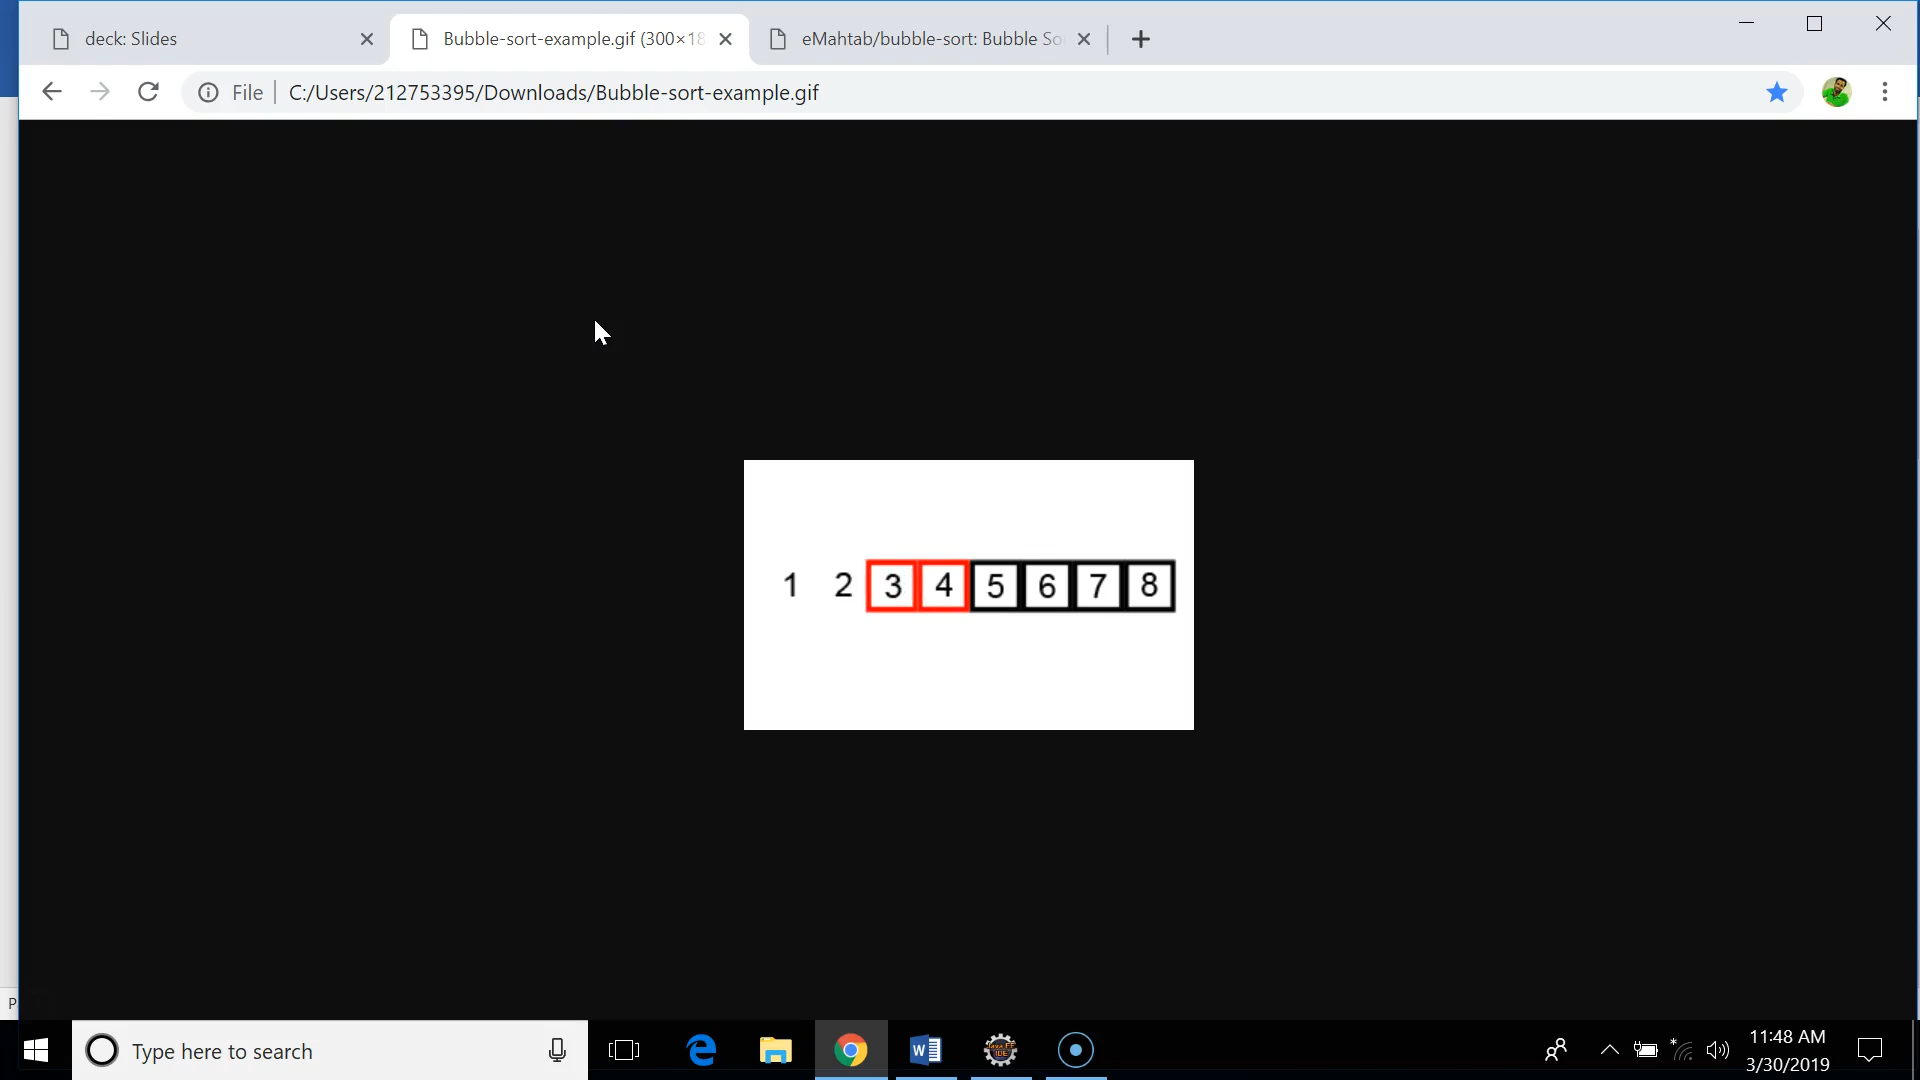 deck: Slides
Bubble-sort-example.gif (300×18
eMahtab/bubble-sort: Bubble So
File
C:/Users/212753395/Downloads/Bubble-sort-example.gif
1 2 3 4 5 6 7 8
P
Type here to search
11:48 AM
3/30/2019